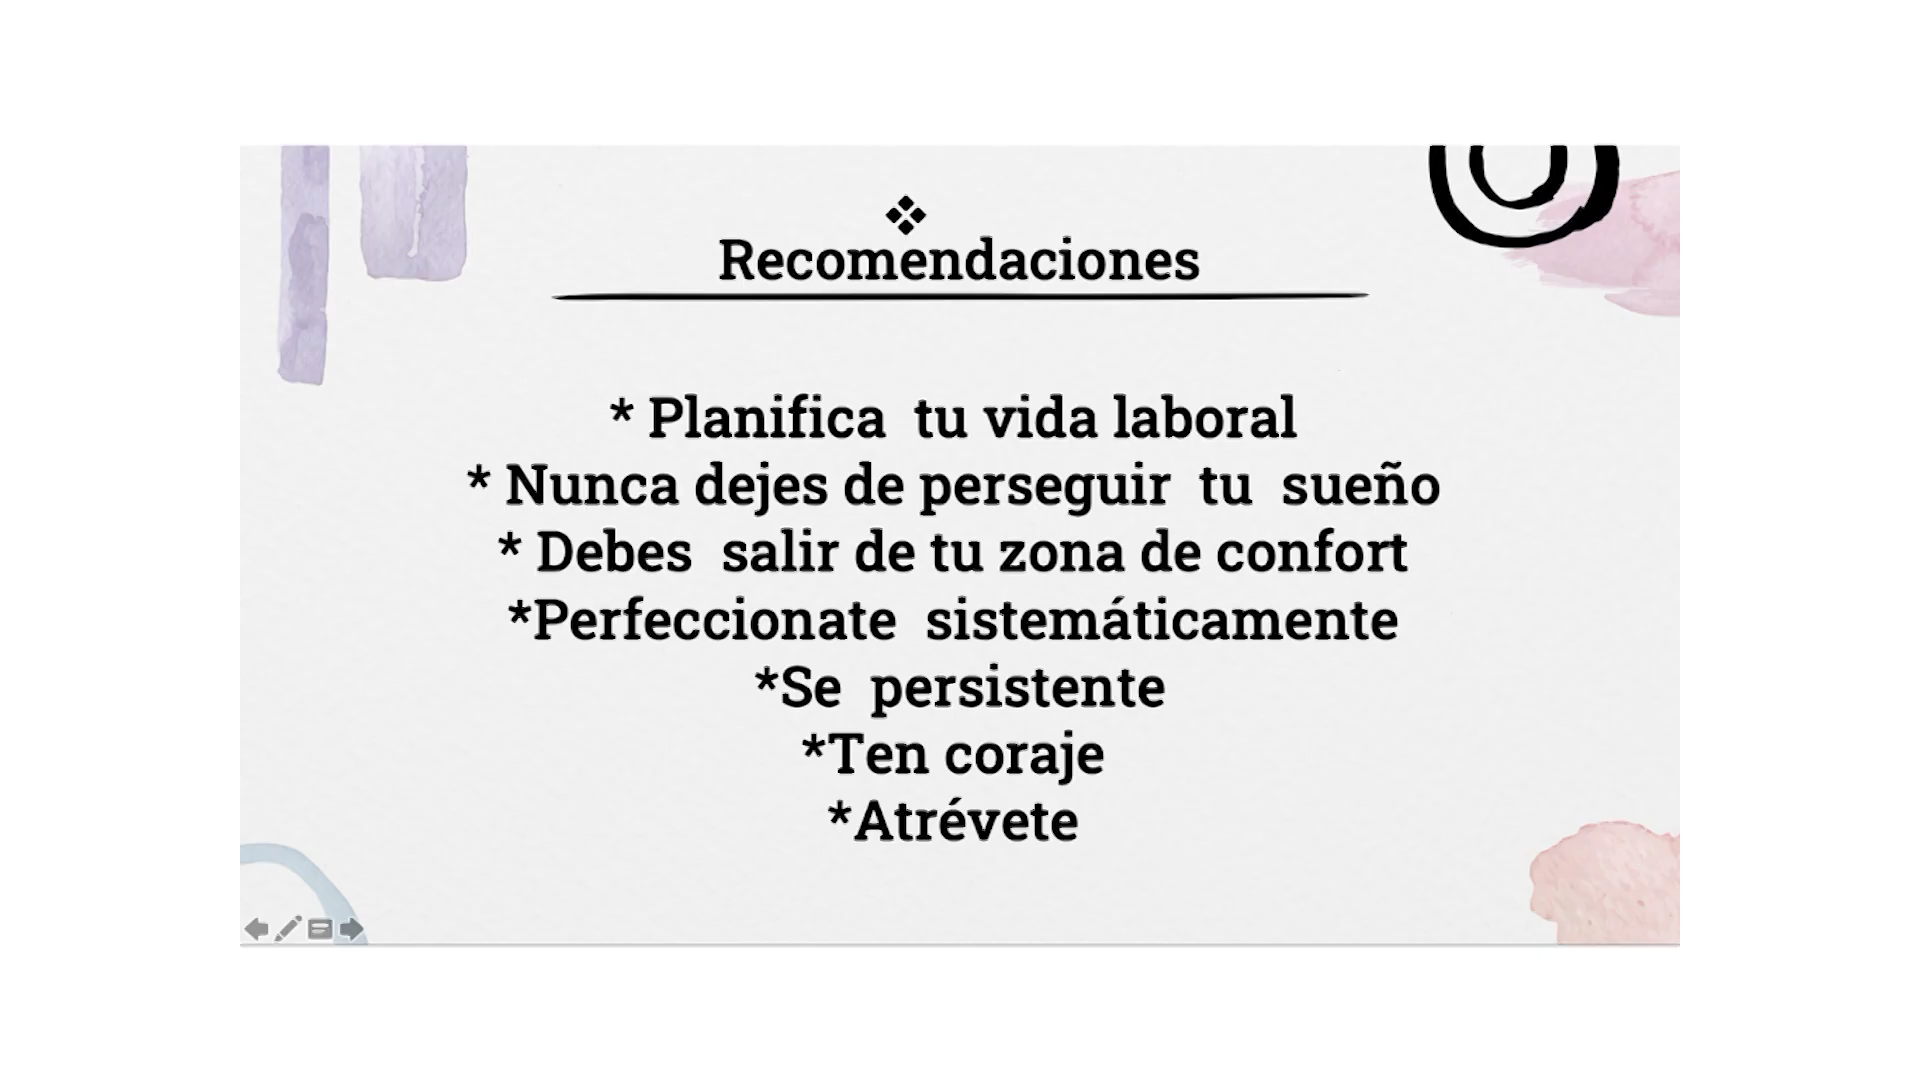 ❖
Recomendaciones
* Planifica  tu vida laboral
* Nunca dejes de perseguir  tu  sueño
* Debes  salir de tu zona de confort
*Perfeccionate  sistemáticamente
*Se  persistente
*Ten coraje
*Atrévete